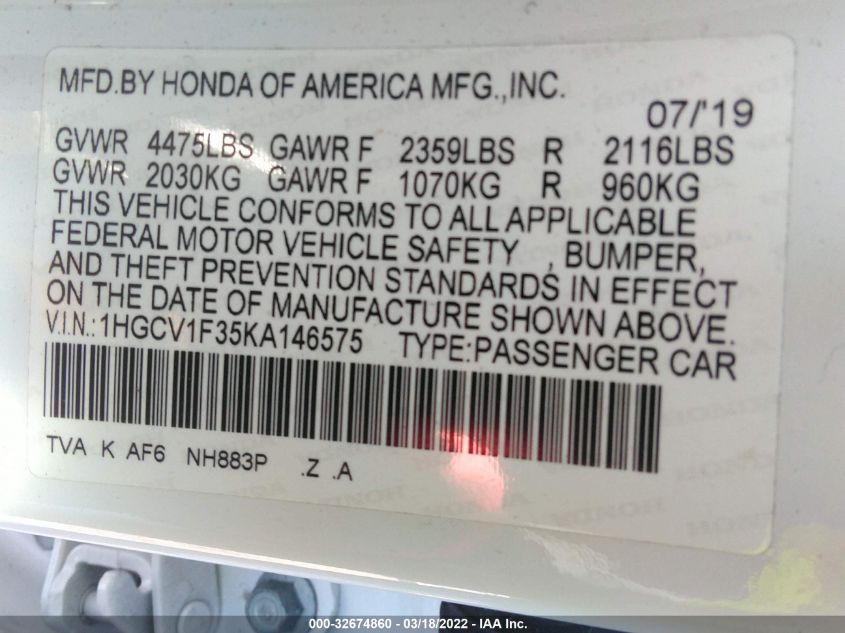 MFD.BY HONDA OF AMERICA MFG.,INC.
07/'19
GVWR 4475LBS GAWR F 2359LBS R 2116LBS
GVWR 2030KG GAWR F 1070KG R 960KG
THIS VEHICLE CONFORMS TO ALL APPLICABLE
FEDERAL MOTOR VEHICLE SAFETY , BUMPER,
AND THEFT PREVENTION STANDARDS IN EFFECT
ON THE DATE OF MANUFACTURE SHOWN ABOVE.
V.I.N.:1HGCV1F35KA146575 TYPE:PASSENGER CAR
TVA K AF6 NH883P .Z .A
000-32674860 - 03/18/2022 - IAA Inc.